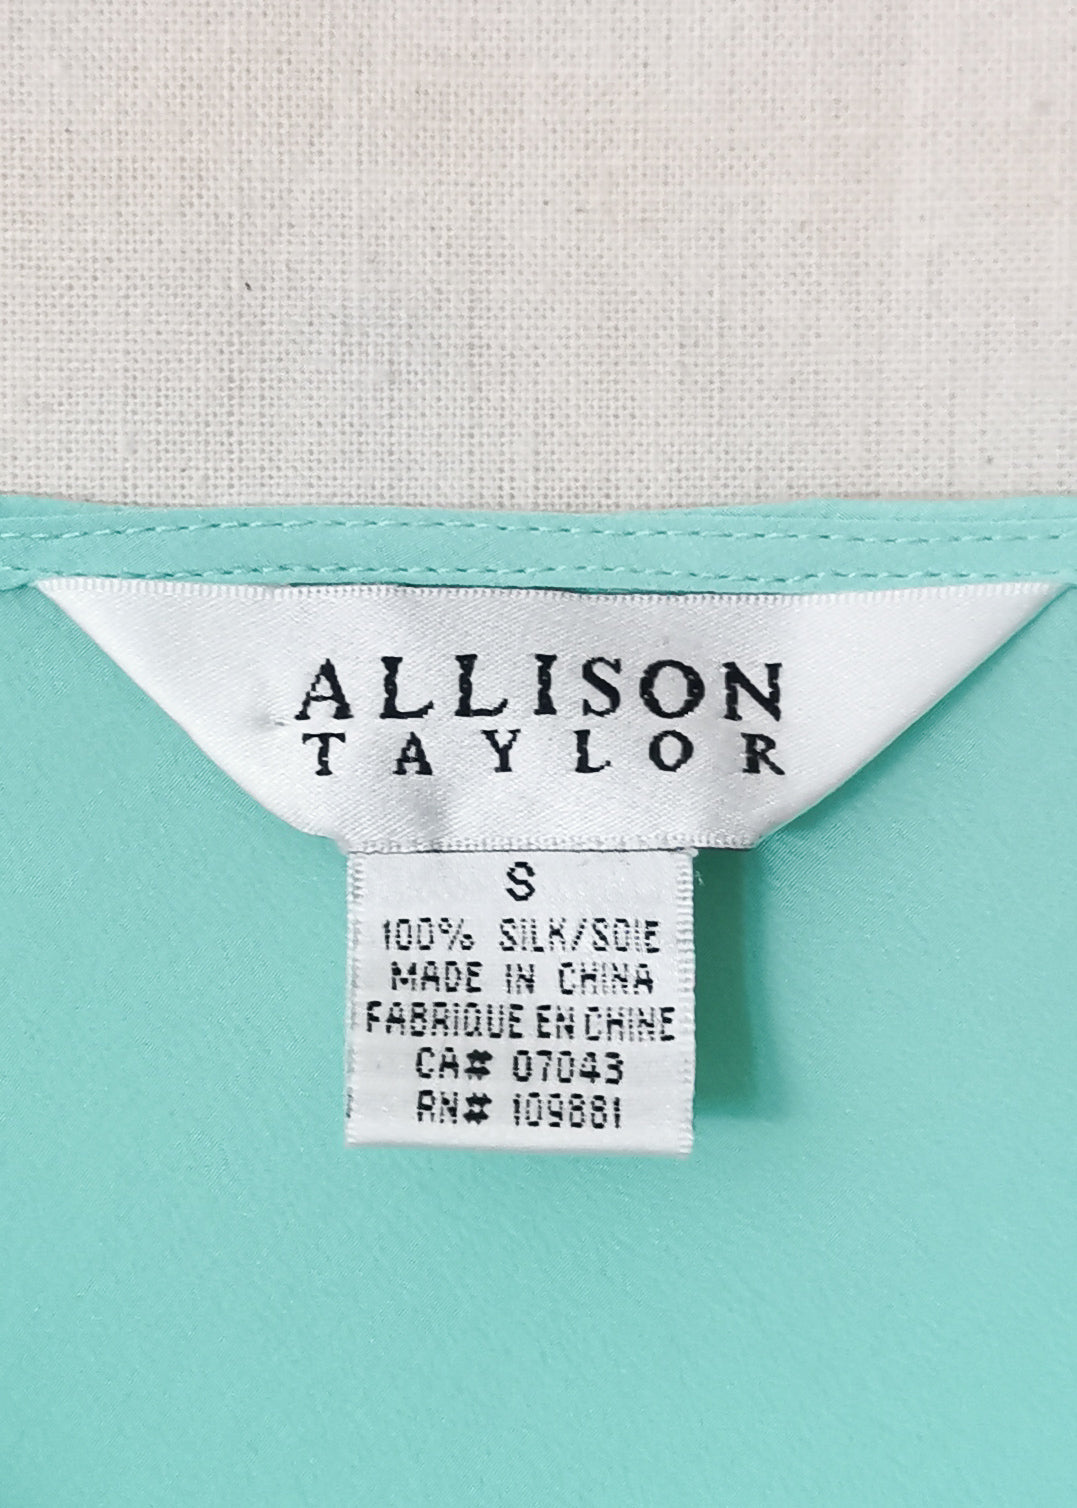 ALLISON
TAYLOR
S
100% SILK/SOIE
MADE IN CHINA
FABRIQUE EN CHINE
CA# 07043
RN# 109881